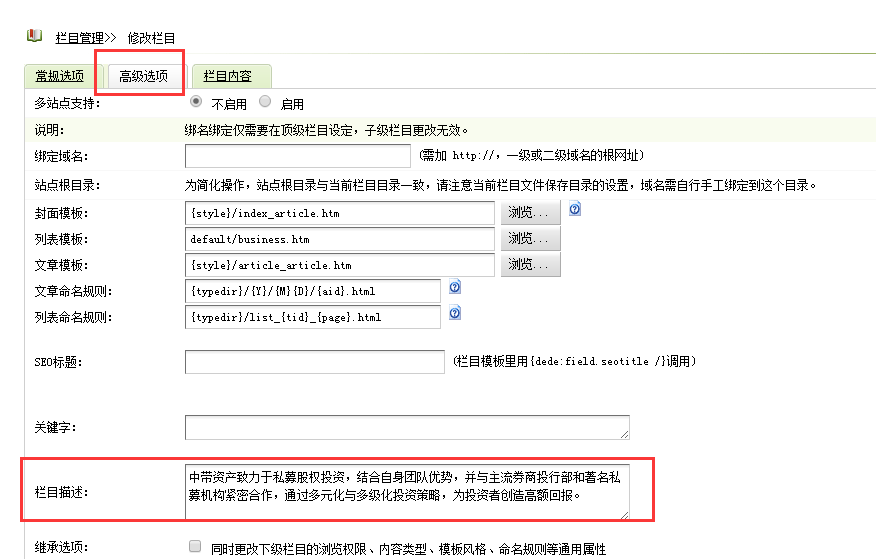 栏目管理>> 修改栏目
常规选项 高级选项 栏目内容
多站点支持: 不启用 启用
说明: 绑名绑定仅需要在顶级栏目设定，子级栏目更改无效。
绑定域名: (需加 http://，一级或二级域名的根网址)
站点根目录: 为简化操作，站点根目录与当前栏目目录一致，请注意当前栏目文件保存目录的设置，域名需自行手工绑定到这个目录。
封面模板: {style}/index_article.htm 浏览...
列表模板: default/business.htm 浏览...
文章模板: {style}/article_article.htm 浏览...
文章命名规则: {typedir}/{Y}/{M}{D}/{aid}.html
列表命名规则: {typedir}/list_{tid}_{page}.html
SEO标题: (栏目模板里用{dede:field.seotitle /}调用)
关键字:
栏目描述: 中带资产致力于私募股权投资，结合自身团队优势，并与主流券商投行部和著名私
募机构紧密合作，通过多元化与多级化投资策略，为投资者创造高额回报。
继承选项: 同时更改下级栏目的浏览权限、内容类型、模板风格、命名规则等通用属性